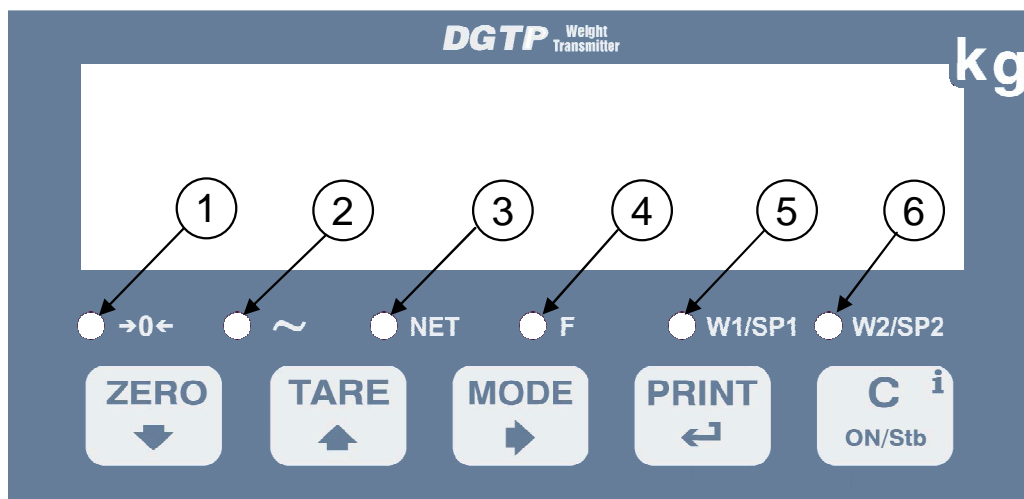 DGTP Weight Transmitter
kg
1 2 3 4 5 6
→0← ~ NET F W1/SP1 W2/SP2
ZERO TARE MODE PRINT C i
ON/Stb